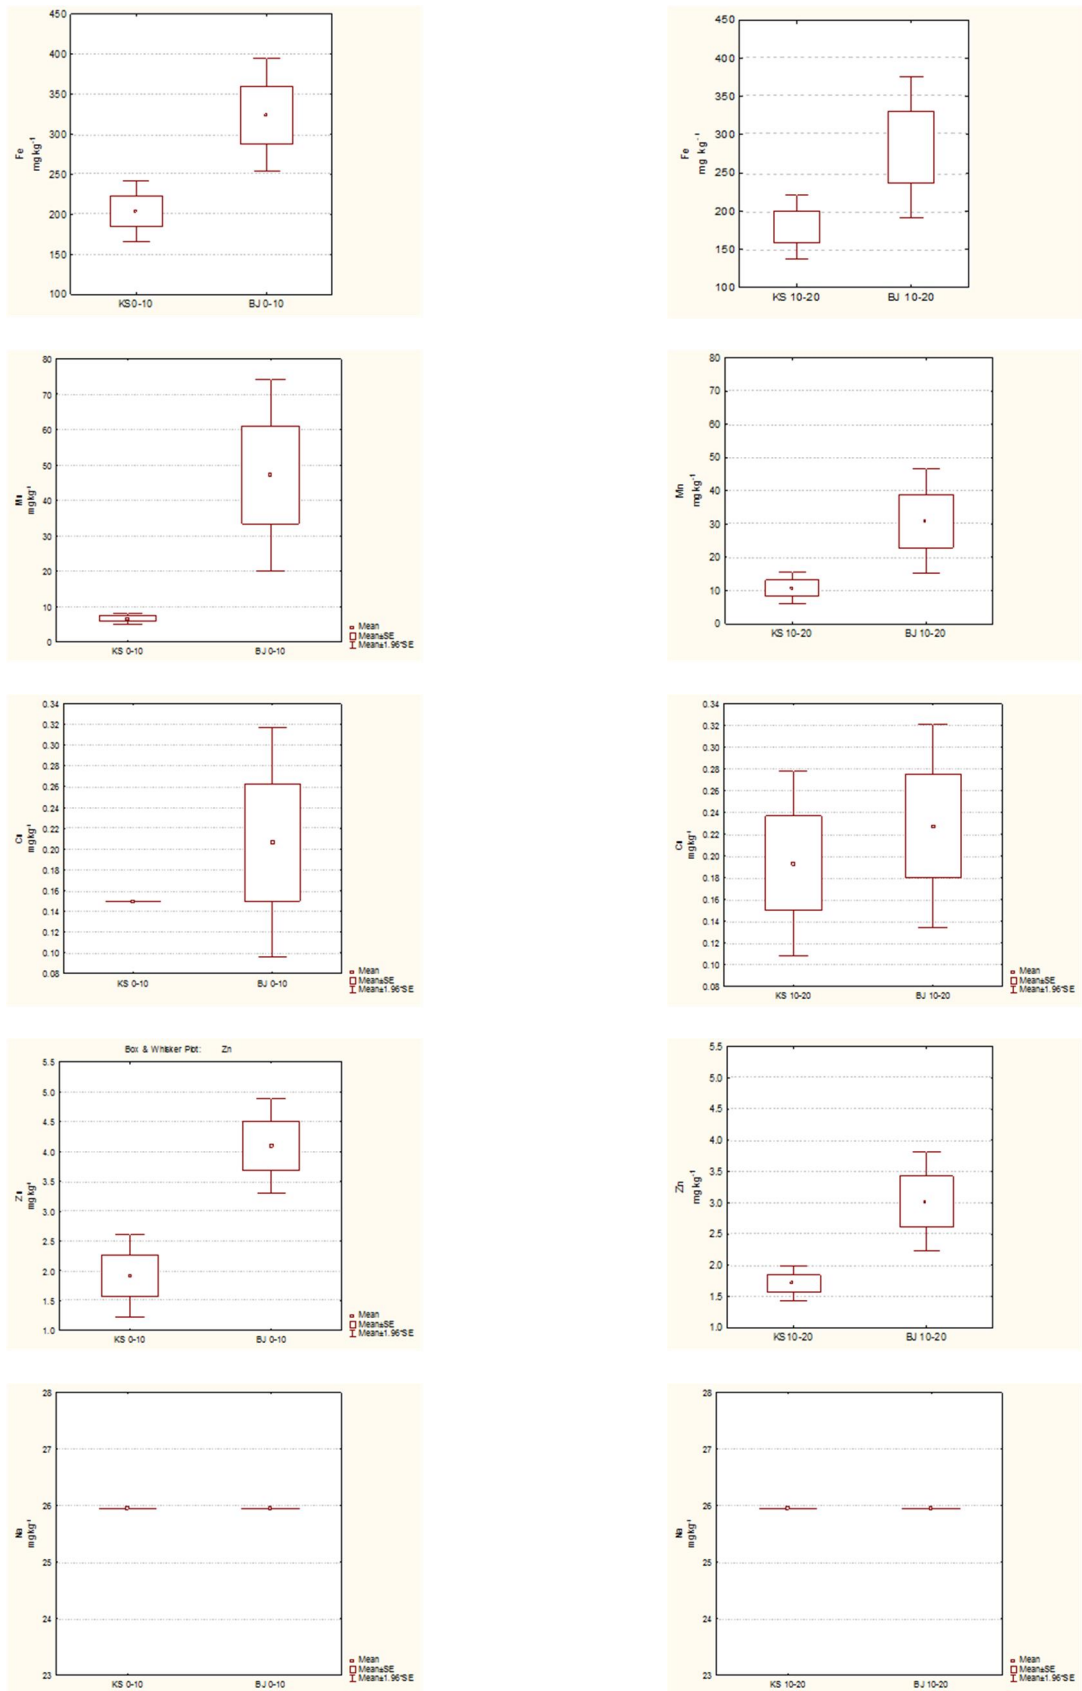 450
400
350
300
250
200
150
100
Fe
mg kg-1
KS0-10
BJ 0-10
450
400
350
300
250
200
150
100
Fe
mg kg-1
KS 10-20
BJ 10-20
80
70
60
50
40
30
20
10
0
Mn
mgkg-1
KS 0-10
BJ 0-10
Mean
Mean±SE
Mean±1.96*SE
80
70
60
50
40
30
20
10
0
Mn
mg kg-1
KS 10-20
BJ 10-20
0.34
0.32
0.30
0.28
0.26
0.24
0.22
0.20
0.18
0.16
0.14
0.12
0.10
0.08
Cu
mgkg-1
KS 0-10
BJ 0-10
Mean
Mean±SE
Mean±1.96*SE
0.34
0.32
0.30
0.28
0.26
0.24
0.22
0.20
0.18
0.16
0.14
0.12
0.10
0.08
Cu
mgkg-1
KS 10-20
BJ 10-20
Mean
Mean±SE
Mean±1.96*SE
Box & Whisker Plot: Zn
5.5
5.0
4.5
4.0
3.5
3.0
2.5
2.0
1.5
1.0
Zn
mgkg-1
KS 0-10
BJ 0-10
Mean
Mean±SE
Mean±1.96*SE
5.5
5.0
4.5
4.0
3.5
3.0
2.5
2.0
1.5
1.0
Zn
mg kg-1
KS 10-20
BJ 10-20
28
27
26
25
24
23
Na
mgkg-1
KS 0-10
BJ 0-10
Mean
Mean±SE
Mean±1.96*SE
28
27
26
25
24
23
Na
mgkg-1
KS 10-20
BJ 10-20
Mean
Mean±SE
Mean±1.96*SE